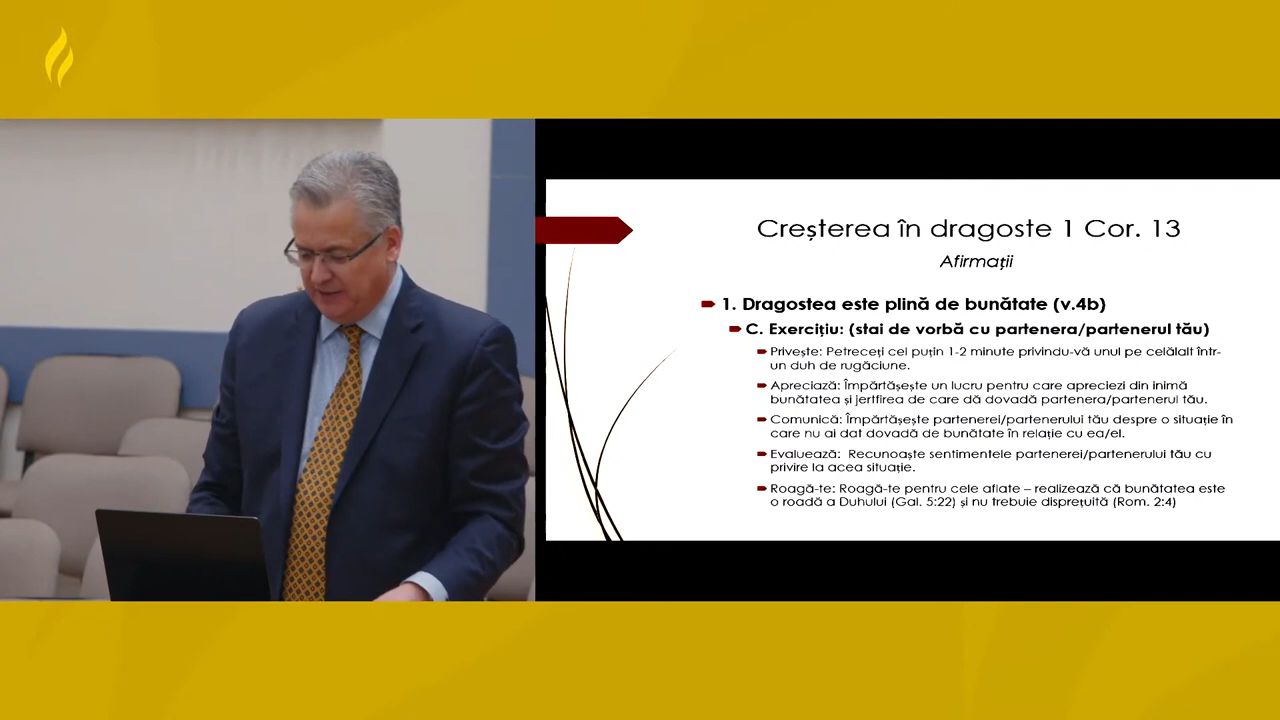 Creșterea în dragoste 1 Cor. 13
Afirmații
1. Dragostea este plină de bunătate (v.4b)
C. Exercițiu: (stai de vorbă cu partenera/partenerul tău)
Privește: Petreceți cel puțin 1-2 minute privindu-vă unul pe celălalt într-
un duh de rugăciune.
Apreciază: Împărtășește un lucru pentru care apreciezi din inimă
bunătatea și jertfirea de care dă dovadă partenera/partenerul tău.
Comunică: Împărtășește partenerei/partenerului tău despre o situație în
care nu ai dat dovadă de bunătate în relație cu ea/el.
Evaluează: Recunoaște sentimentele partenerei/partenerului tău cu
privire la acea situație.
Roagă-te: Roagă-te pentru cele aflate – realizează că bunătatea este
o roadă a Duhului (Gal. 5:22) și nu trebuie disprețuită (Rom. 2:4)